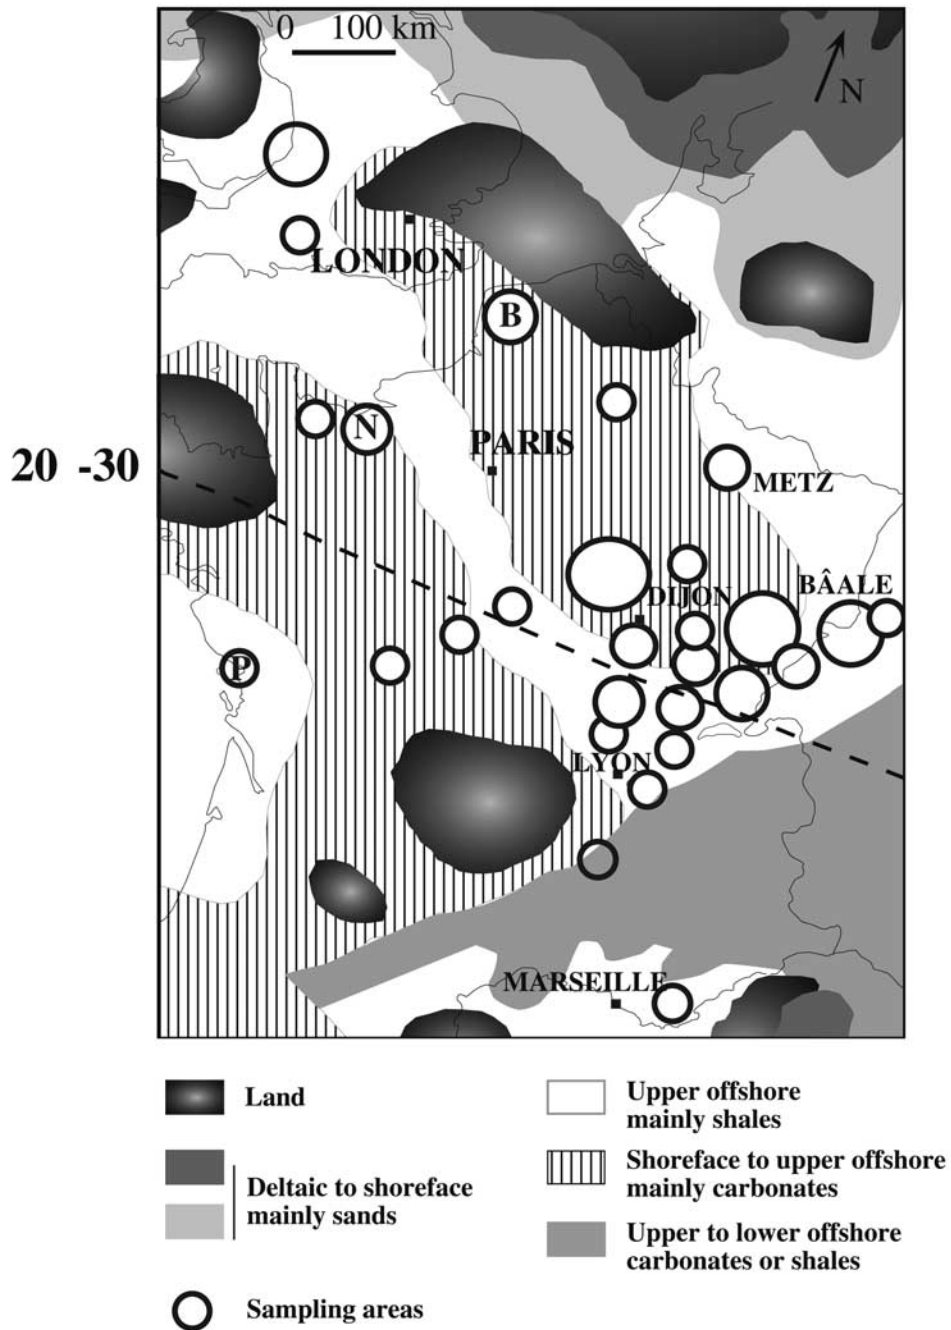 0 100 km
N
LONDON
B
N
PARIS
20 -30
METZ
BÂALE
DIJON
P
LYON
MARSEILLE
Land
Upper offshore
mainly shales
Deltaic to shoreface
mainly sands
Shoreface to upper offshore
mainly carbonates
Upper to lower offshore
carbonates or shales
Sampling areas